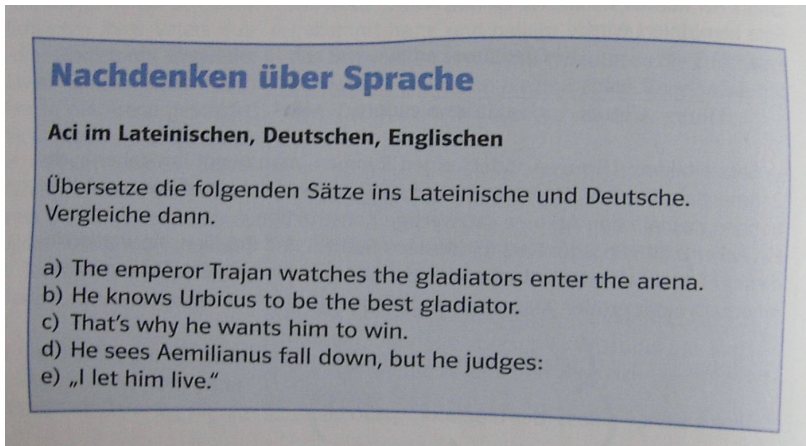 Nachdenken über Sprache
Aci im Lateinischen, Deutschen, Englischen
Übersetze die folgenden Sätze ins Lateinische und Deutsche.
Vergleiche dann.
a) The emperor Trajan watches the gladiators enter the arena.
b) He knows Urbicus to be the best gladiator.
c) That's why he wants him to win.
d) He sees Aemilianus fall down, but he judges:
e) „I let him live.“